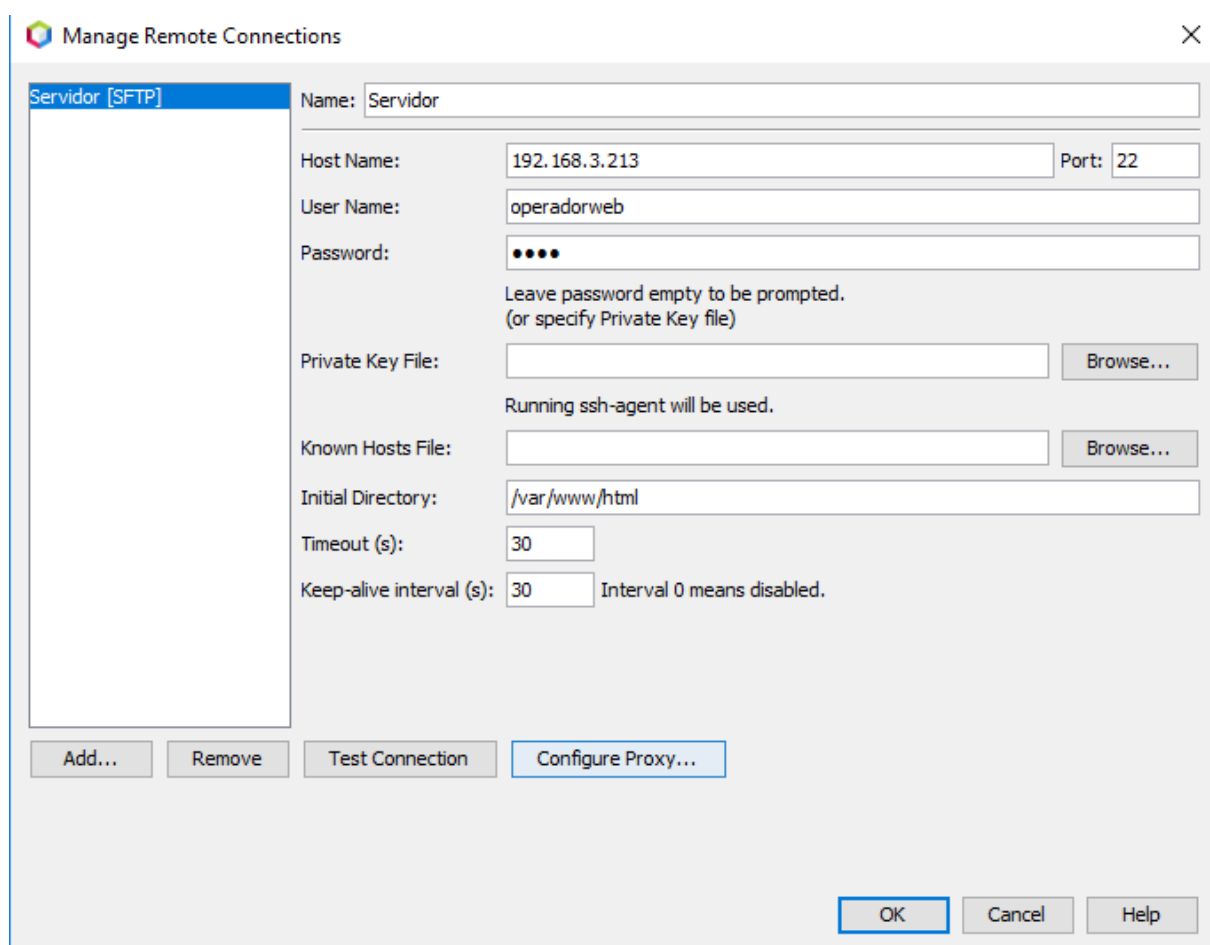 Manage Remote Connections
Servidor [SFTP]
Name: Servidor
Host Name: 192.168.3.213 Port: 22
User Name: operadorweb
Password: ●●●●
Leave password empty to be prompted.
(or specify Private Key file)
Private Key File: Browse...
Running ssh-agent will be used.
Known Hosts File: Browse...
Initial Directory: /var/www/html
Timeout (s): 30
Keep-alive interval (s): 30 Interval 0 means disabled.
Add... Remove Test Connection Configure Proxy...
OK Cancel Help